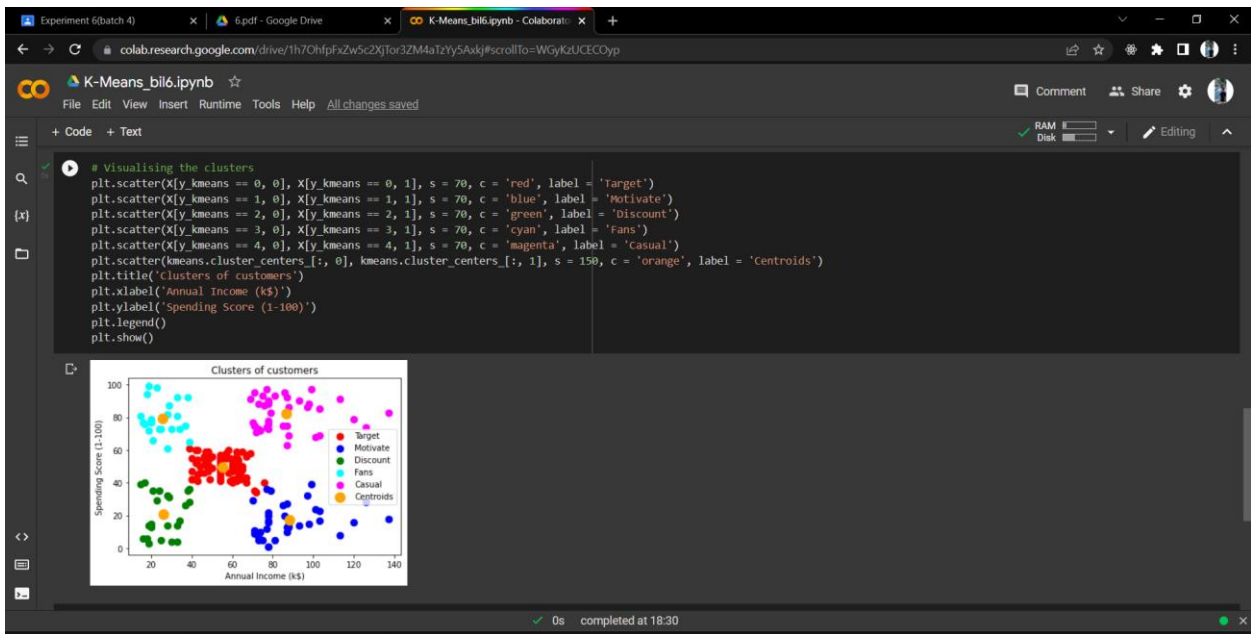 Experiment 6(batch 4)
6.pdf - Google Drive
K-Means_bil6.ipynb - Colaborato
colab.research.google.com/drive/1h7OhfpFxZw5c2XjTor3ZM4aTzYy5Axkj#scrollTo=WGyKzUCECOyp
CO
K-Means_bil6.ipynb
Comment
Share
File Edit View Insert Runtime Tools Help All changes saved
+ Code + Text
RAM
Disk
Editing
{x}
0s
# Visualising the clusters
plt.scatter(X[y_kmeans == 0, 0], X[y_kmeans == 0, 1], s = 70, c = 'red', label = 'Target')
plt.scatter(X[y_kmeans == 1, 0], X[y_kmeans == 1, 1], s = 70, c = 'blue', label = 'Motivate')
plt.scatter(X[y_kmeans == 2, 0], X[y_kmeans == 2, 1], s = 70, c = 'green', label = 'Discount')
plt.scatter(X[y_kmeans == 3, 0], X[y_kmeans == 3, 1], s = 70, c = 'cyan', label = 'Fans')
plt.scatter(X[y_kmeans == 4, 0], X[y_kmeans == 4, 1], s = 70, c = 'magenta', label = 'Casual')
plt.scatter(kmeans.cluster_centers_[:, 0], kmeans.cluster_centers_[:, 1], s = 150, c = 'orange', label = 'Centroids')
plt.title('Clusters of customers')
plt.xlabel('Annual Income (k$)')
plt.ylabel('Spending Score (1-100)')
plt.legend()
plt.show()
Clusters of customers
Spending Score (1-100)
100
80
60
40
20
0
Target
Motivate
Discount
Fans
Casual
Centroids
20 40 60 80 100 120 140
Annual Income (k$)
0s completed at 18:30